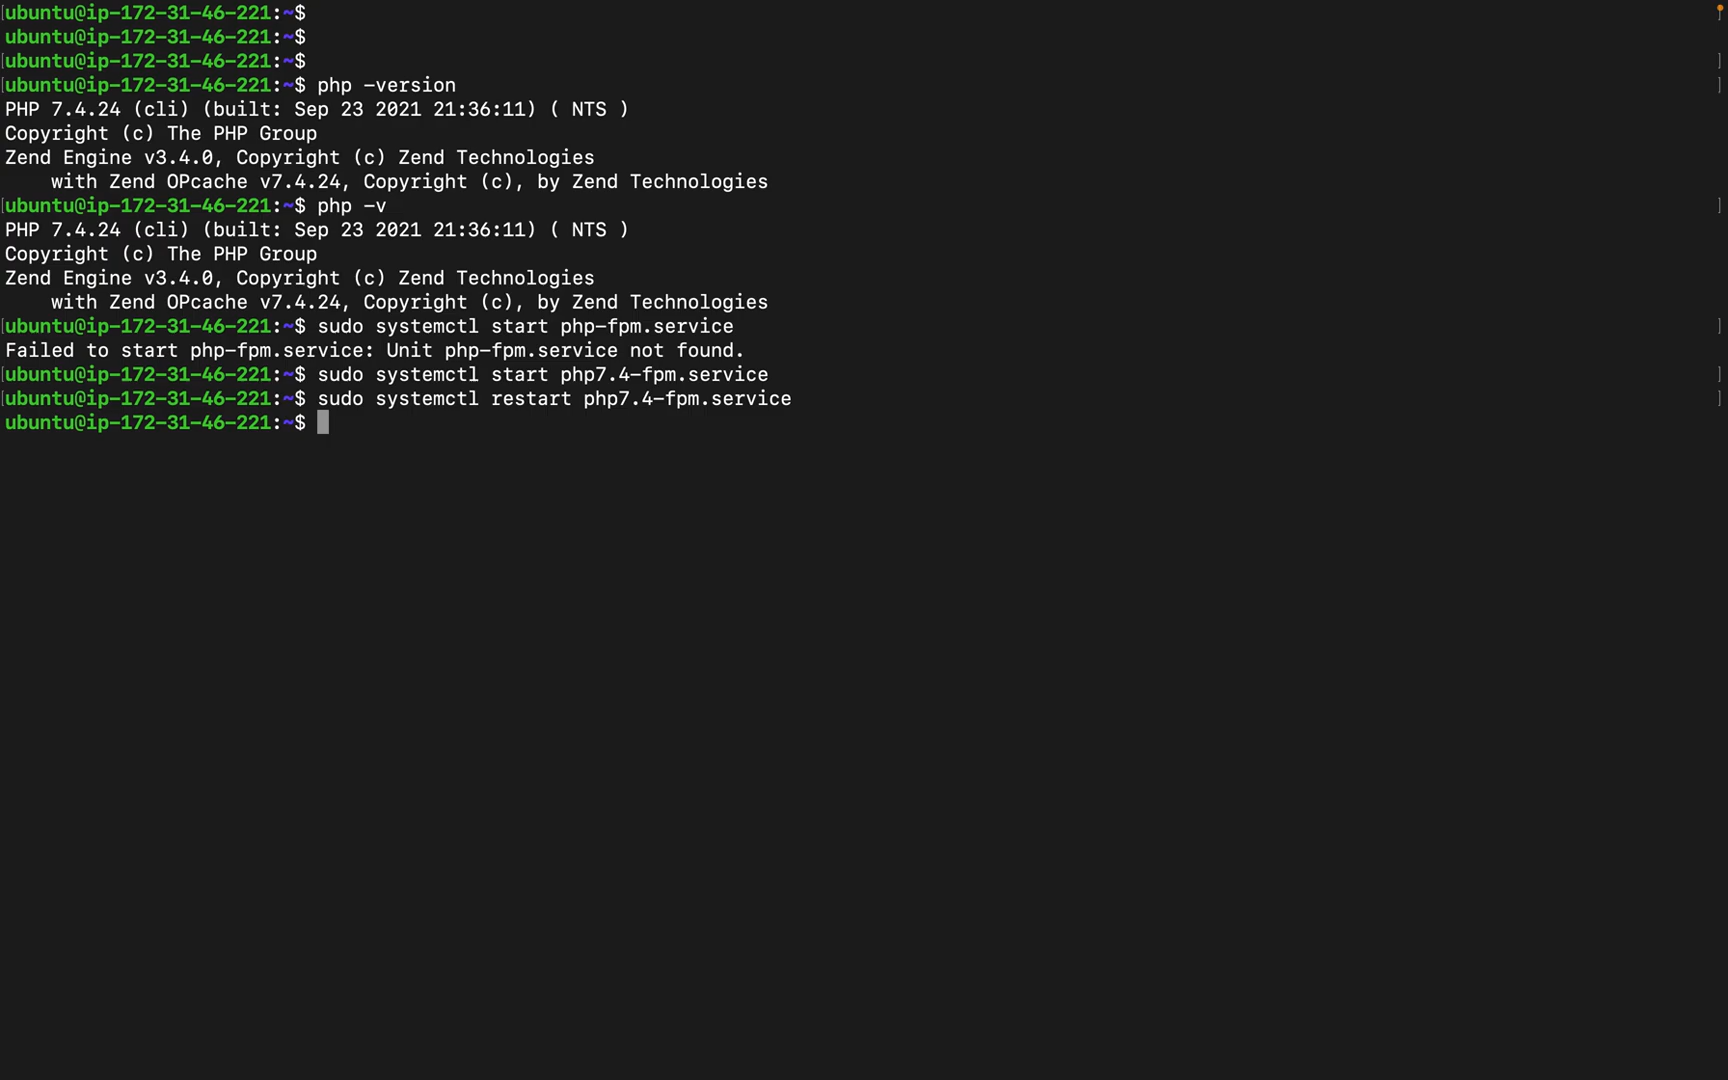 [ubuntu@ip-172-31-46-221:~$ ]
ubuntu@ip-172-31-46-221:~$
[ubuntu@ip-172-31-46-221:~$ ]
[ubuntu@ip-172-31-46-221:~$ php -version ]
PHP 7.4.24 (cli) (built: Sep 23 2021 21:36:11) ( NTS )
Copyright (c) The PHP Group
Zend Engine v3.4.0, Copyright (c) Zend Technologies
    with Zend OPcache v7.4.24, Copyright (c), by Zend Technologies
[ubuntu@ip-172-31-46-221:~$ php -v ]
PHP 7.4.24 (cli) (built: Sep 23 2021 21:36:11) ( NTS )
Copyright (c) The PHP Group
Zend Engine v3.4.0, Copyright (c) Zend Technologies
    with Zend OPcache v7.4.24, Copyright (c), by Zend Technologies
[ubuntu@ip-172-31-46-221:~$ sudo systemctl start php-fpm.service ]
Failed to start php-fpm.service: Unit php-fpm.service not found.
[ubuntu@ip-172-31-46-221:~$ sudo systemctl start php7.4-fpm.service ]
[ubuntu@ip-172-31-46-221:~$ sudo systemctl restart php7.4-fpm.service ]
ubuntu@ip-172-31-46-221:~$